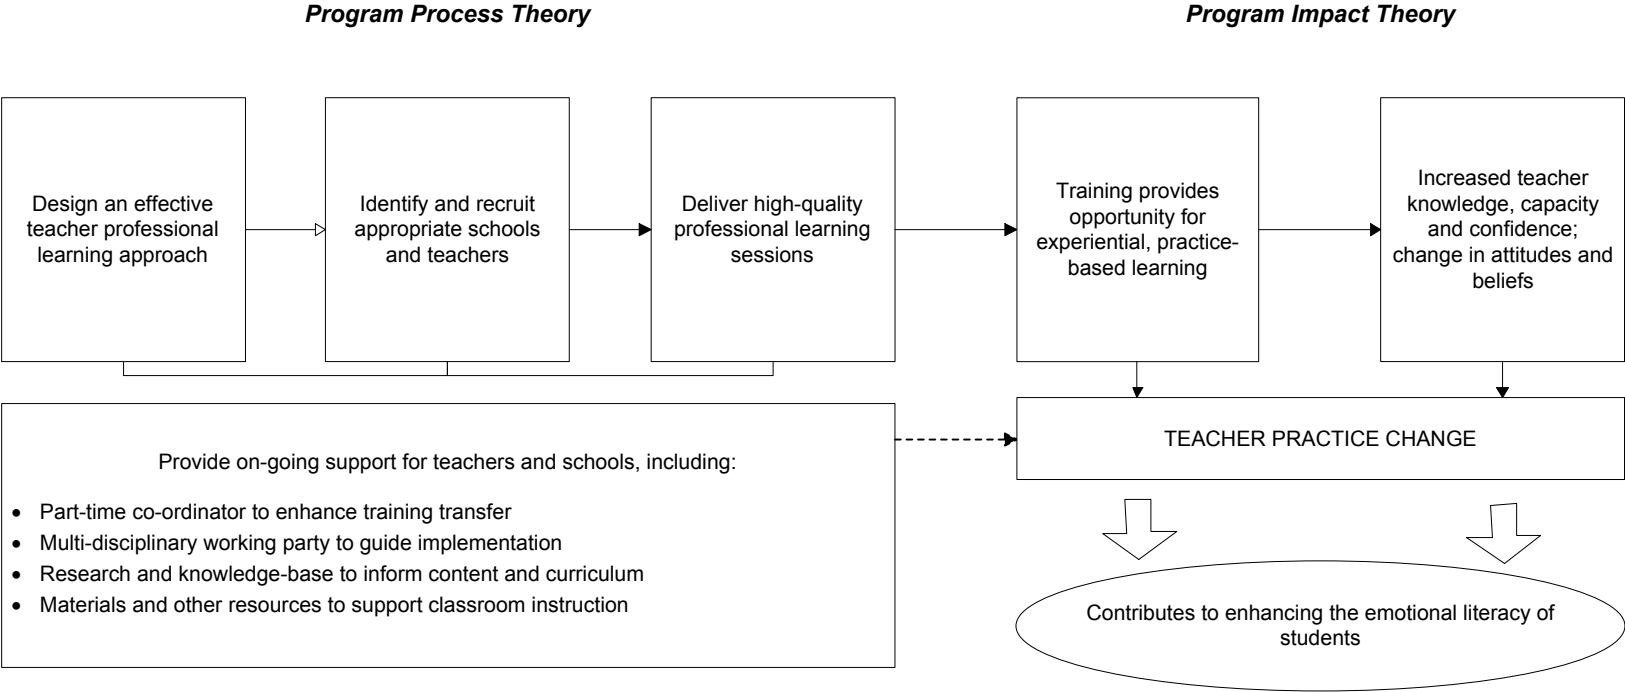 Program Process Theory
Program Impact Theory
Design an effective
teacher professional
learning approach
Identify and recruit
appropriate schools
and teachers
Deliver high-quality
professional learning
sessions
Training provides
opportunity for
experiential, practice-
based learning
Increased teacher
knowledge, capacity
and confidence;
change in attitudes and
beliefs
Provide on-going support for teachers and schools, including:
• Part-time co-ordinator to enhance training transfer
• Multi-disciplinary working party to guide implementation
• Research and knowledge-base to inform content and curriculum
• Materials and other resources to support classroom instruction
TEACHER PRACTICE CHANGE
Contributes to enhancing the emotional literacy of
students